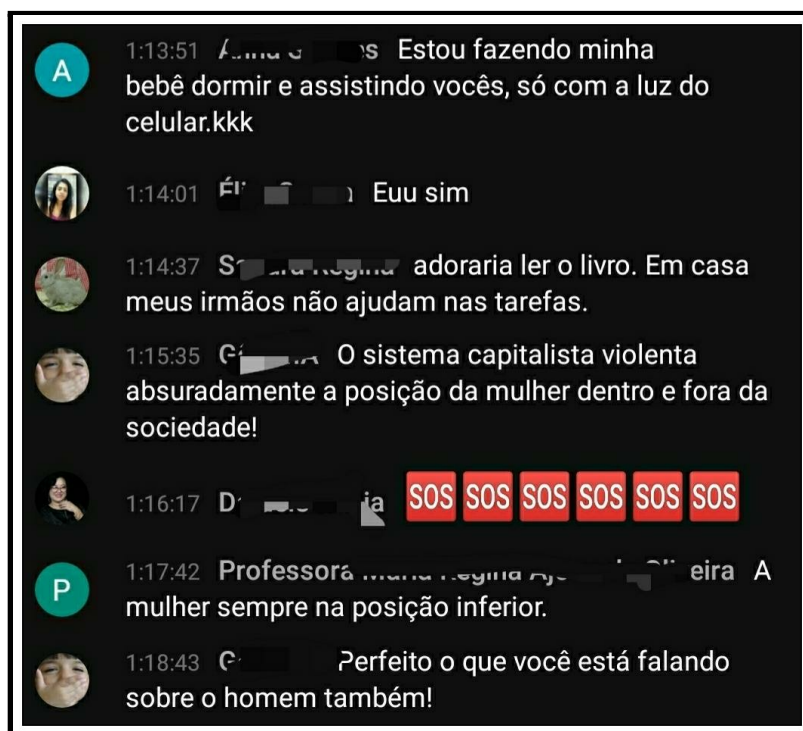 1:13:51 Estou fazendo minha
bebê dormir e assistindo vocês, só com a luz do
celular.kkk
1:14:01 Euu sim
1:14:37 adoraria ler o livro. Em casa
meus irmãos não ajudam nas tarefas.
1:15:35 O sistema capitalista violenta
absuradamente a posição da mulher dentro e fora da
sociedade!
1:16:17 SOS SOS SOS SOS SOS SOS
1:17:42 Professora A
mulher sempre na posição inferior.
1:18:43 Perfeito o que você está falando
sobre o homem também!
A
P